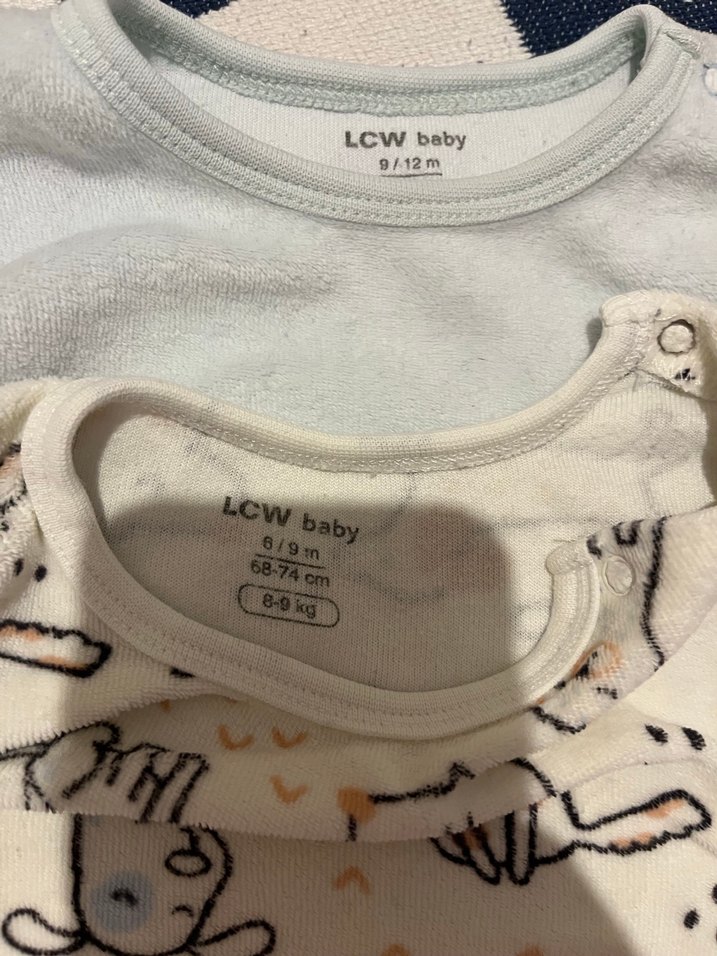 LCW baby
9 / 12 m
LCW baby
6 / 9 m
68-74 cm
8-9 kg